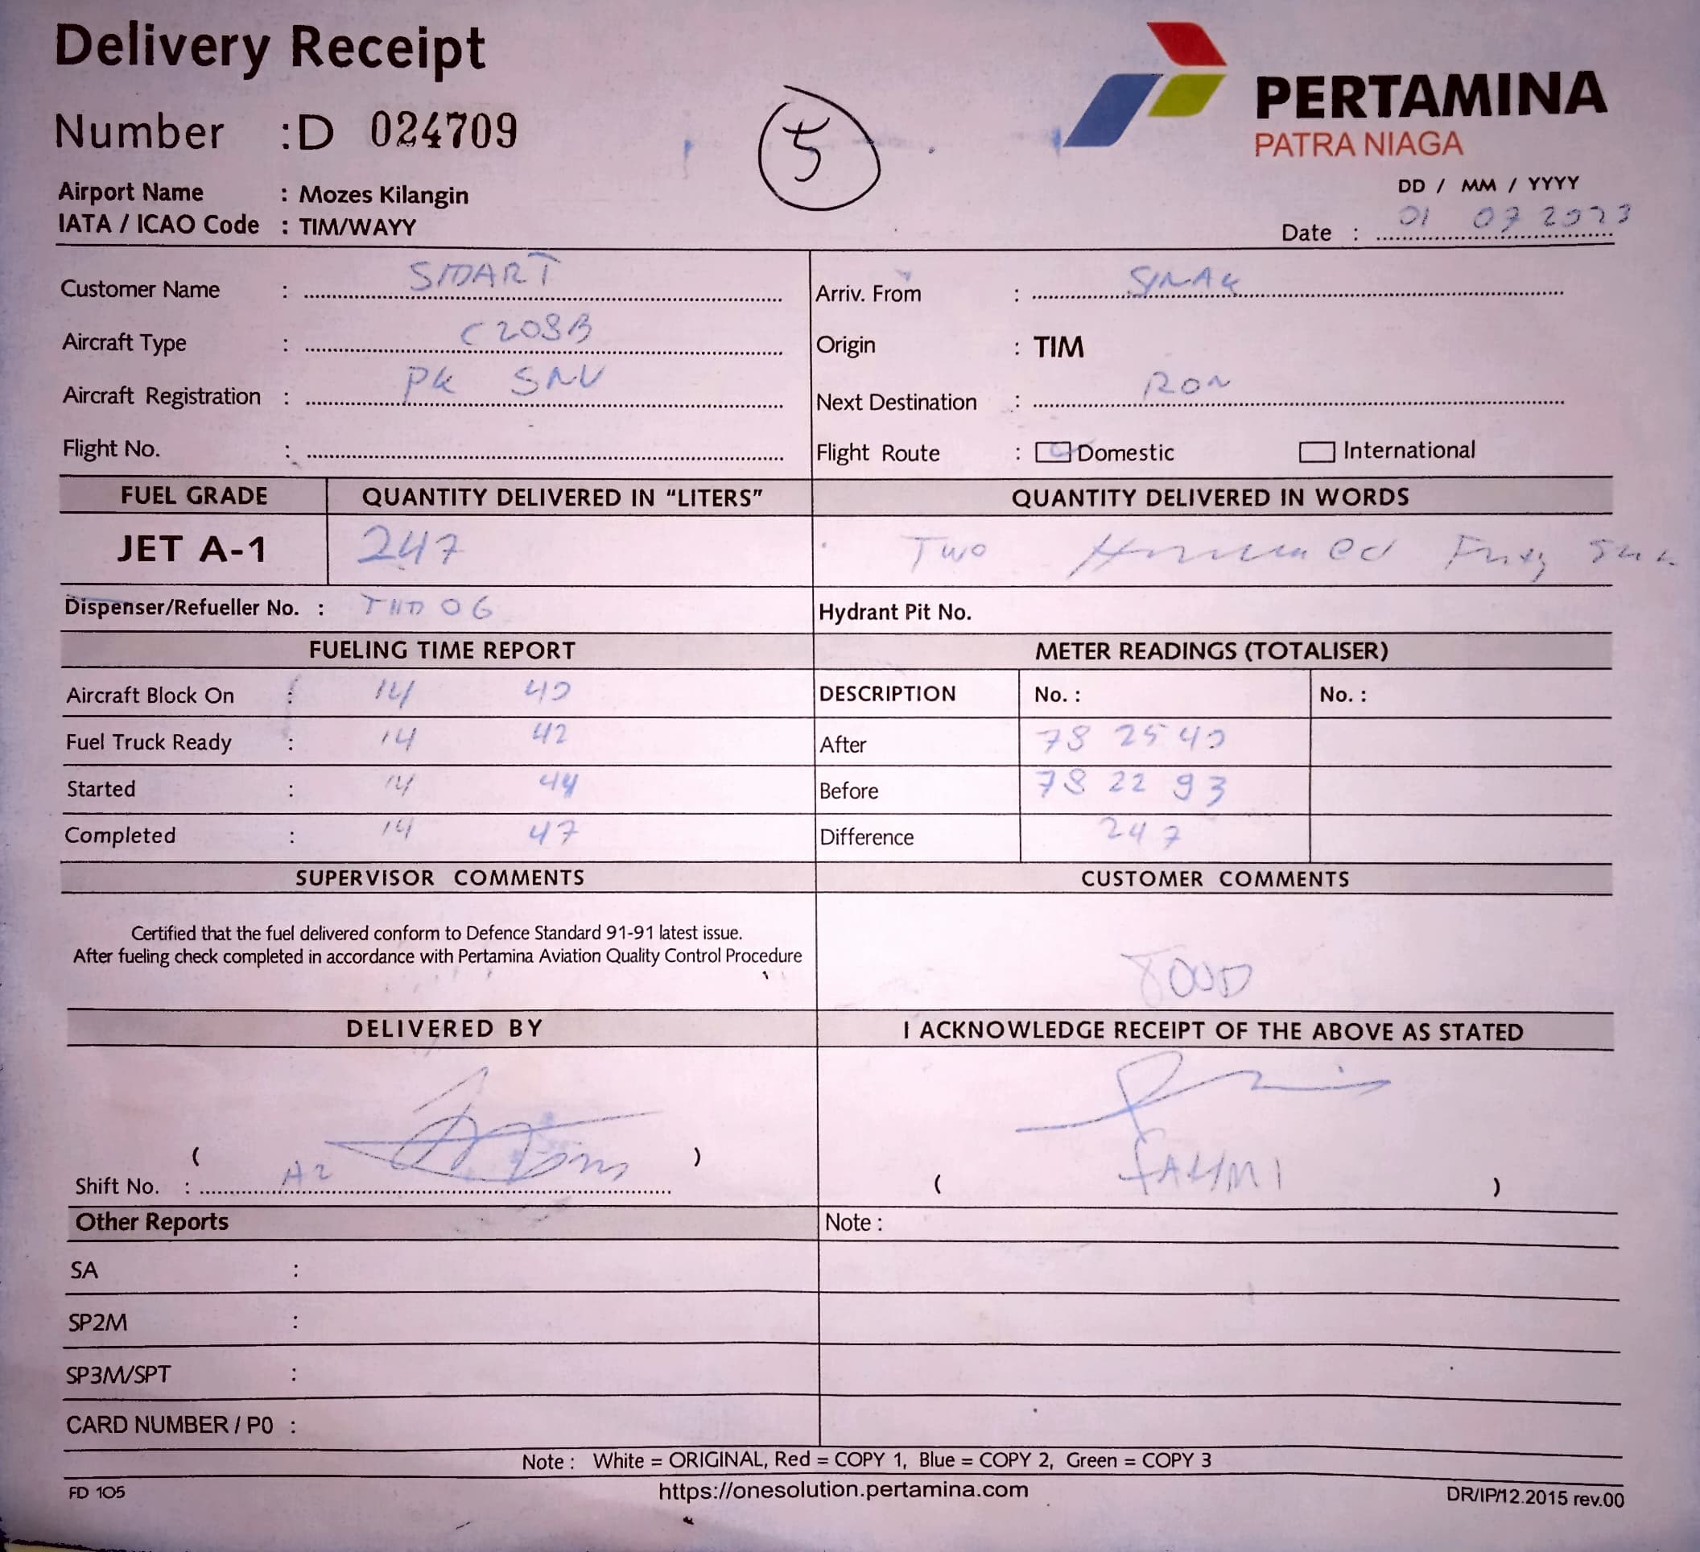 Delivery Receipt
PERTAMINA
PATRA NIAGA
Number : D 024709
5
Airport Name : Mozes Kilangin
IATA / ICAO Code : TIM/WAYY
DD / MM / YYYY
Date : 01 07 2023
Customer Name : SMART
Arriv. From : SINAK
Aircraft Type : C208B
Origin : TIM
Aircraft Registration : PK SNV
Next Destination : RON
Flight No. :
Flight Route : Domestic International
FUEL GRADE QUANTITY DELIVERED IN "LITERS" QUANTITY DELIVERED IN WORDS
JET A-1 247 Two
Dispenser/Refueller No. : 06
Hydrant Pit No.
FUELING TIME REPORT METER READINGS (TOTALISER)
Aircraft Block On : 14 40 DESCRIPTION No. : No. :
Fuel Truck Ready : 14 42 After 78 25 40
Started : 14 44 Before 78 22 93
Completed : 14 47 Difference 247
SUPERVISOR COMMENTS CUSTOMER COMMENTS
Certified that the fuel delivered conform to Defence Standard 91-91 latest issue.
After fueling check completed in accordance with Pertamina Aviation Quality Control Procedure
DELIVERED BY I ACKNOWLEDGE RECEIPT OF THE ABOVE AS STATED
( )
Shift No. : A2
( FAHMI )
Other Reports Note :
SA :
SP2M :
SP3M/SPT :
CARD NUMBER / P0 :
Note : White = ORIGINAL, Red = COPY 1, Blue = COPY 2, Green = COPY 3
FD 105 https://onesolution.pertamina.com DR/IP/12.2015 rev.00